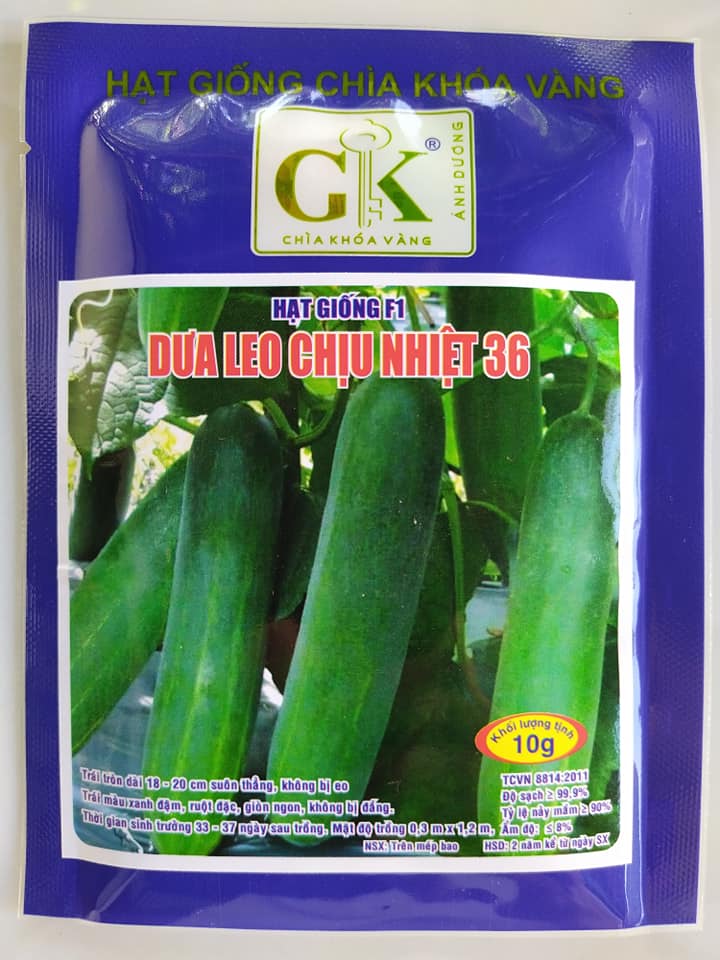 HẠT GIỐNG CHÌA KHÓA VÀNG
GK®
ÁNH DƯƠNG
CHÌA KHÓA VÀNG
HẠT GIỐNG F1
DƯA LEO CHỊU NHIỆT 36
Khối lượng tịnh
10g
Trái tròn dài 18 - 20 cm suôn thẳng, không bị eo
Trái màu xanh đậm, ruột đặc, giòn ngon, không bị đắng.
Thời gian sinh trưởng 33 - 37 ngày sau trồng. Mật độ trồng 0,3 m x 1,2 m,
TCVN 8814:2011
Độ sạch ≥ 99,9%
Tỷ lệ nảy mầm ≥ 90%
Ẩm độ: ≤ 8%
NSX: Trên mép bao
HSD: 2 năm kể từ ngày SX